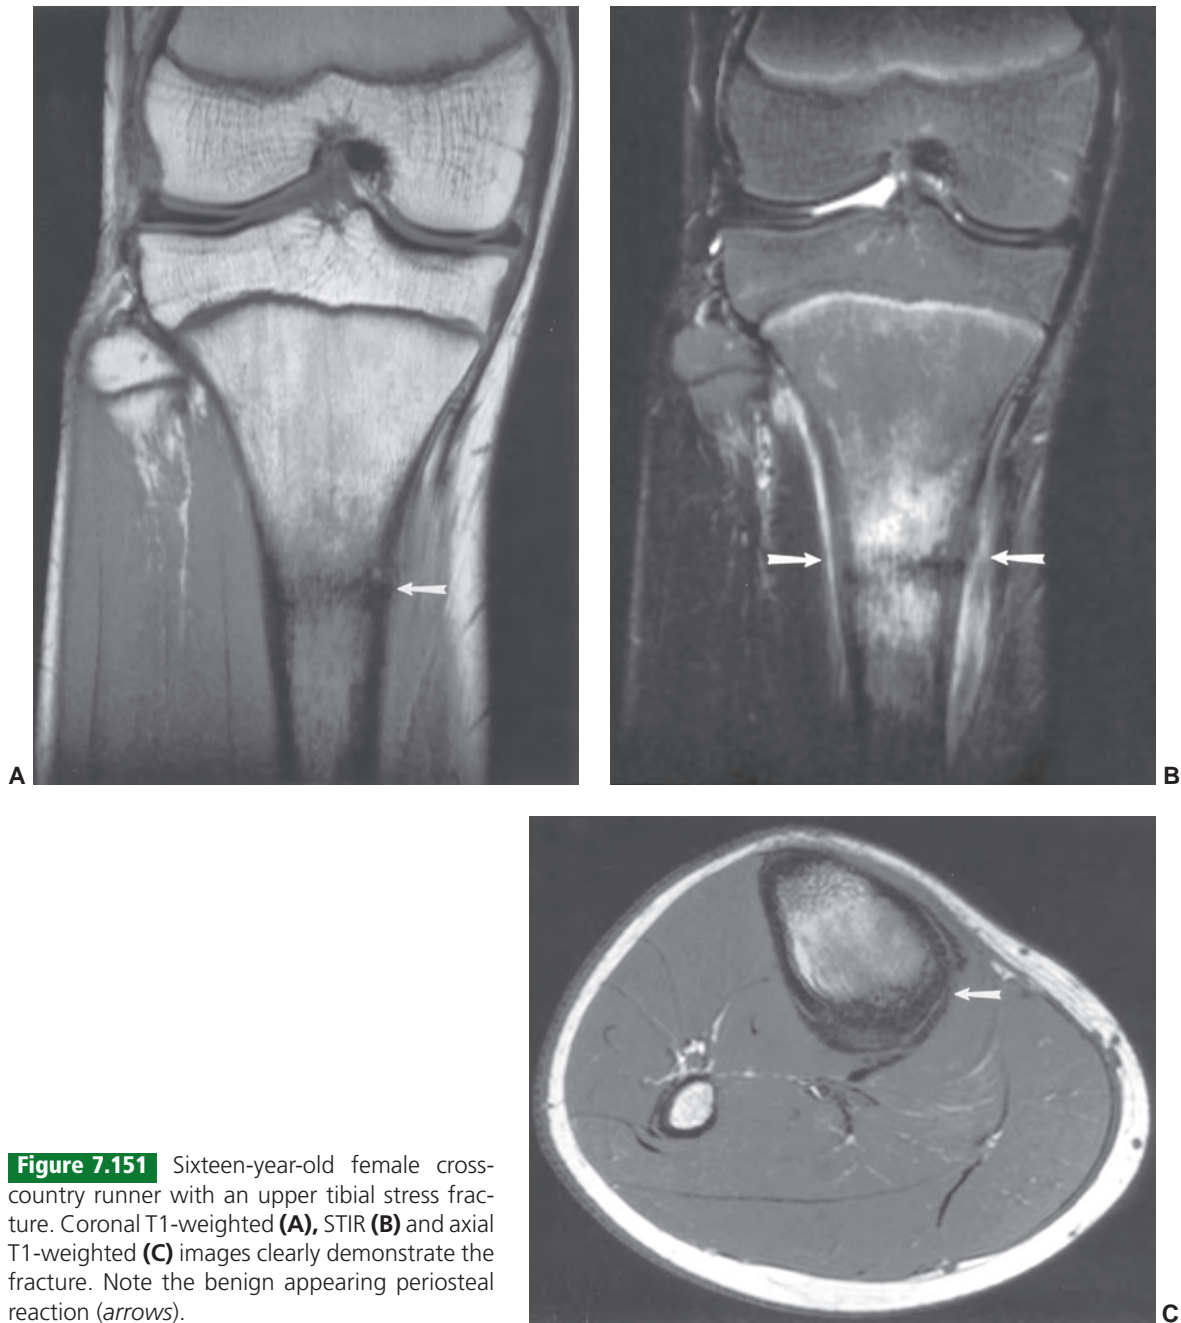 A
B
C
Figure 7.151 Sixteen-year-old female cross-
country runner with an upper tibial stress frac-
ture. Coronal T1-weighted (A), STIR (B) and axial
T1-weighted (C) images clearly demonstrate the
fracture. Note the benign appearing periosteal
reaction (arrows).